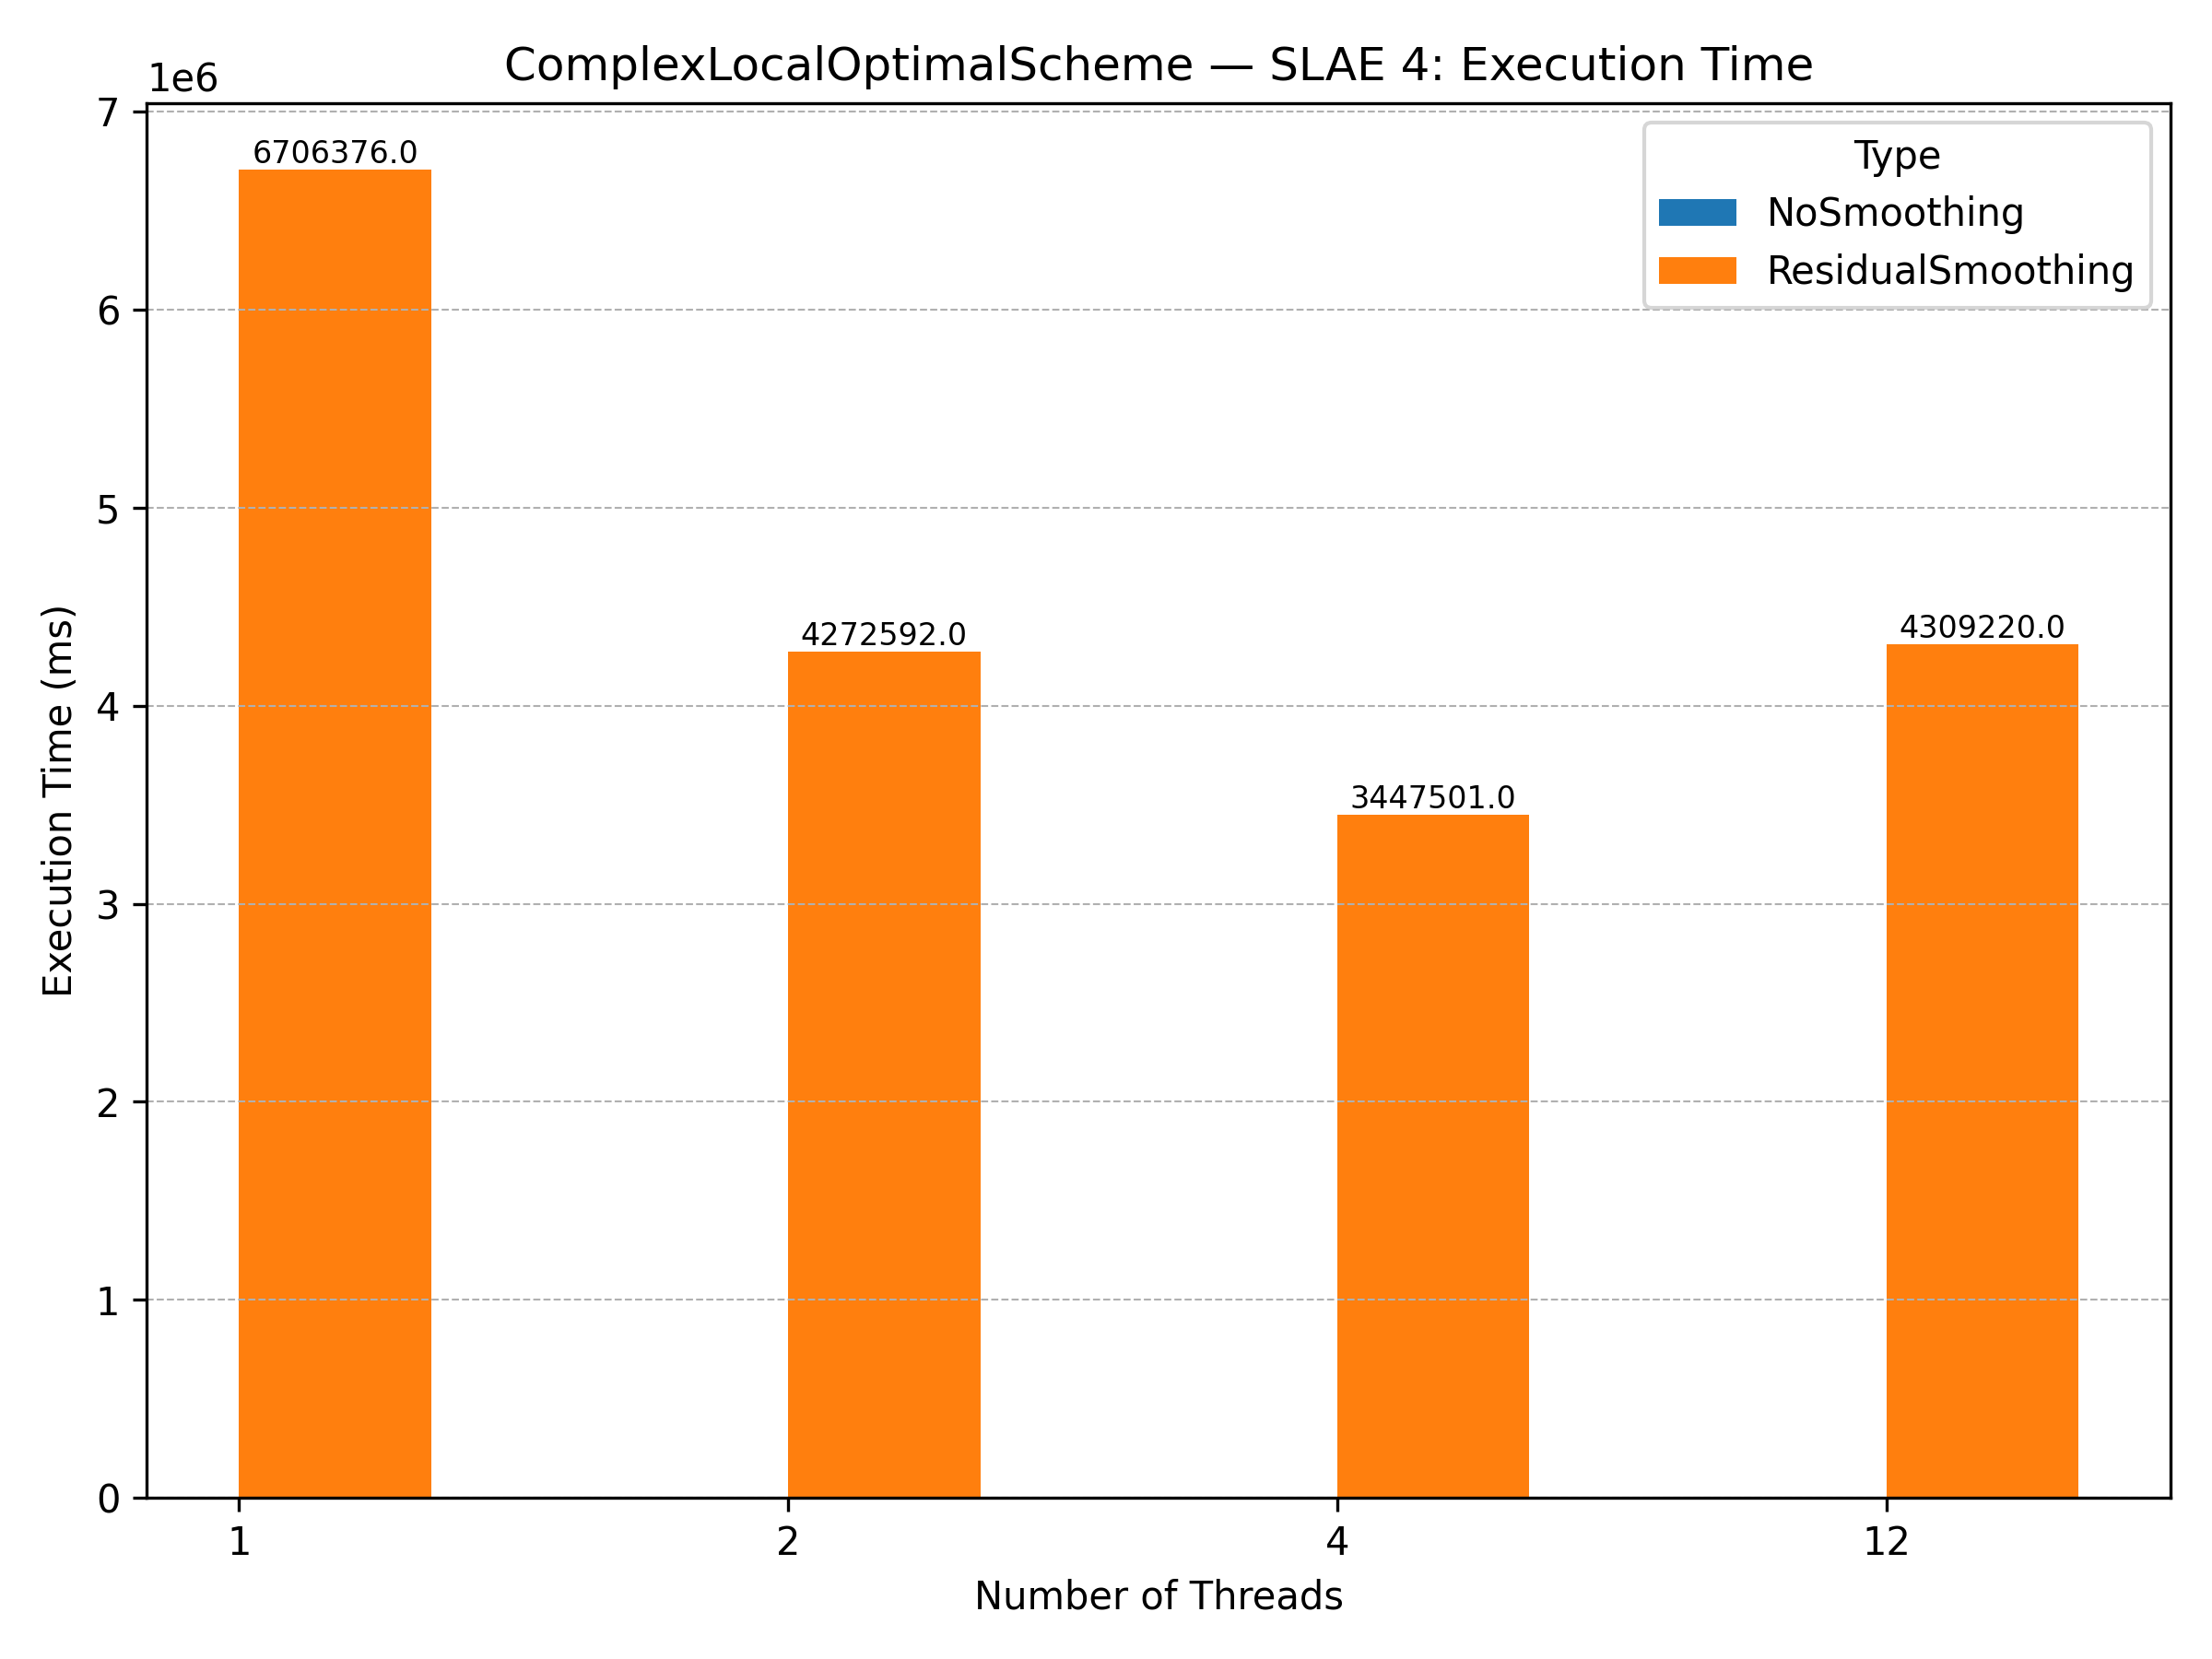 ComplexLocalOptimalScheme — SLAE 4: Execution Time
1e6
7
6
5
4
3
2
1
0
Execution Time (ms)
6706376.0
4272592.0
3447501.0
4309220.0
Type
NoSmoothing
ResidualSmoothing
1 2 4 12
Number of Threads